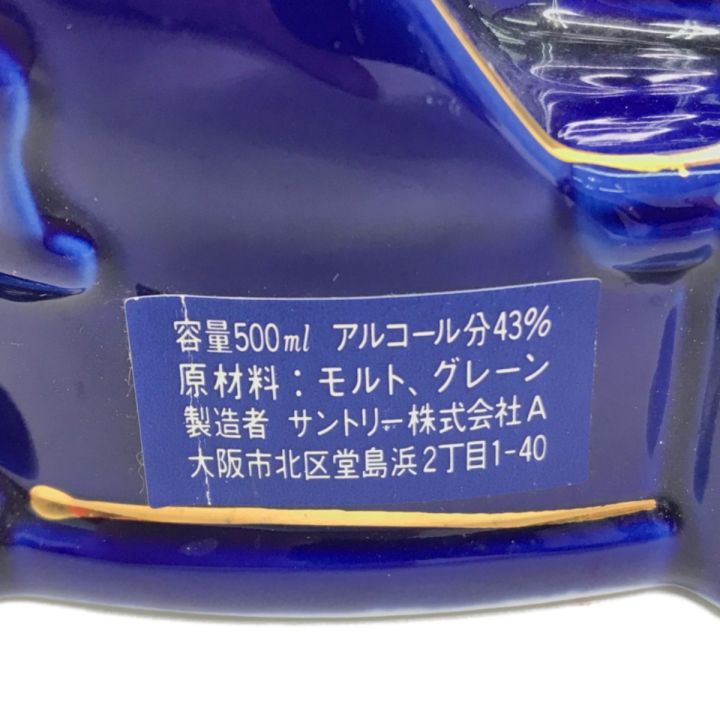 容量500ml アルコール分43%
原材料：モルト、グレーン
製造者 サントリー株式会社A
大阪市北区堂島浜2丁目1-40